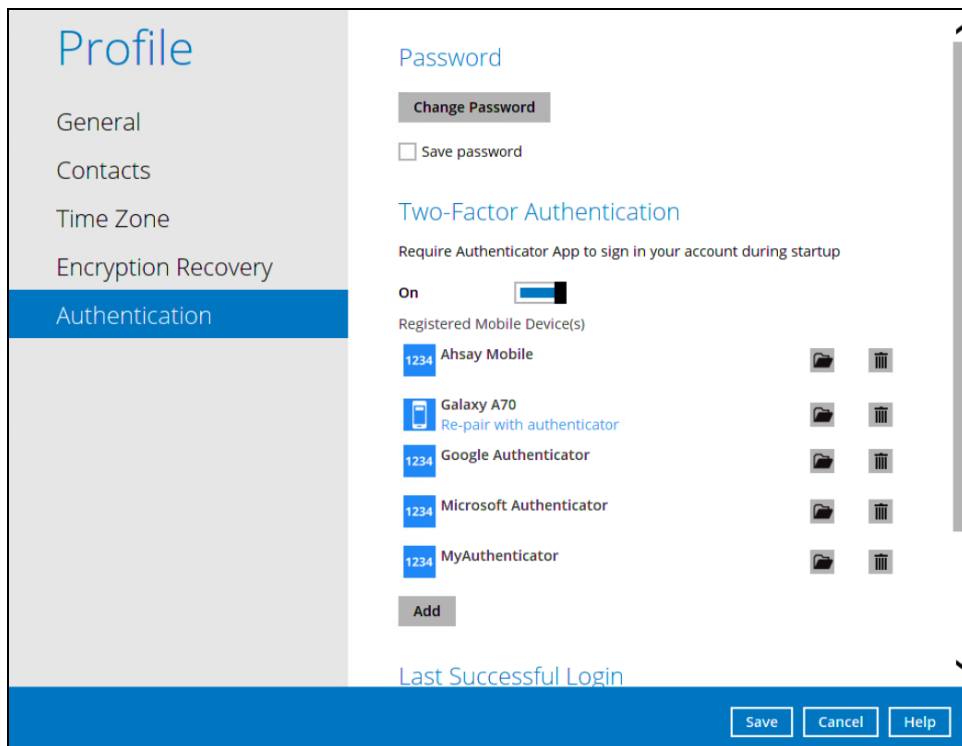 Profile
General
Contacts
Time Zone
Encryption Recovery
Authentication
Password
Change Password
Save password
Two-Factor Authentication
Require Authenticator App to sign in your account during startup
On
Registered Mobile Device(s)
1234 Ahsay Mobile
Galaxy A70
Re-pair with authenticator
1234 Google Authenticator
1234 Microsoft Authenticator
1234 MyAuthenticator
Add
Last Successful Login
Save Cancel Help